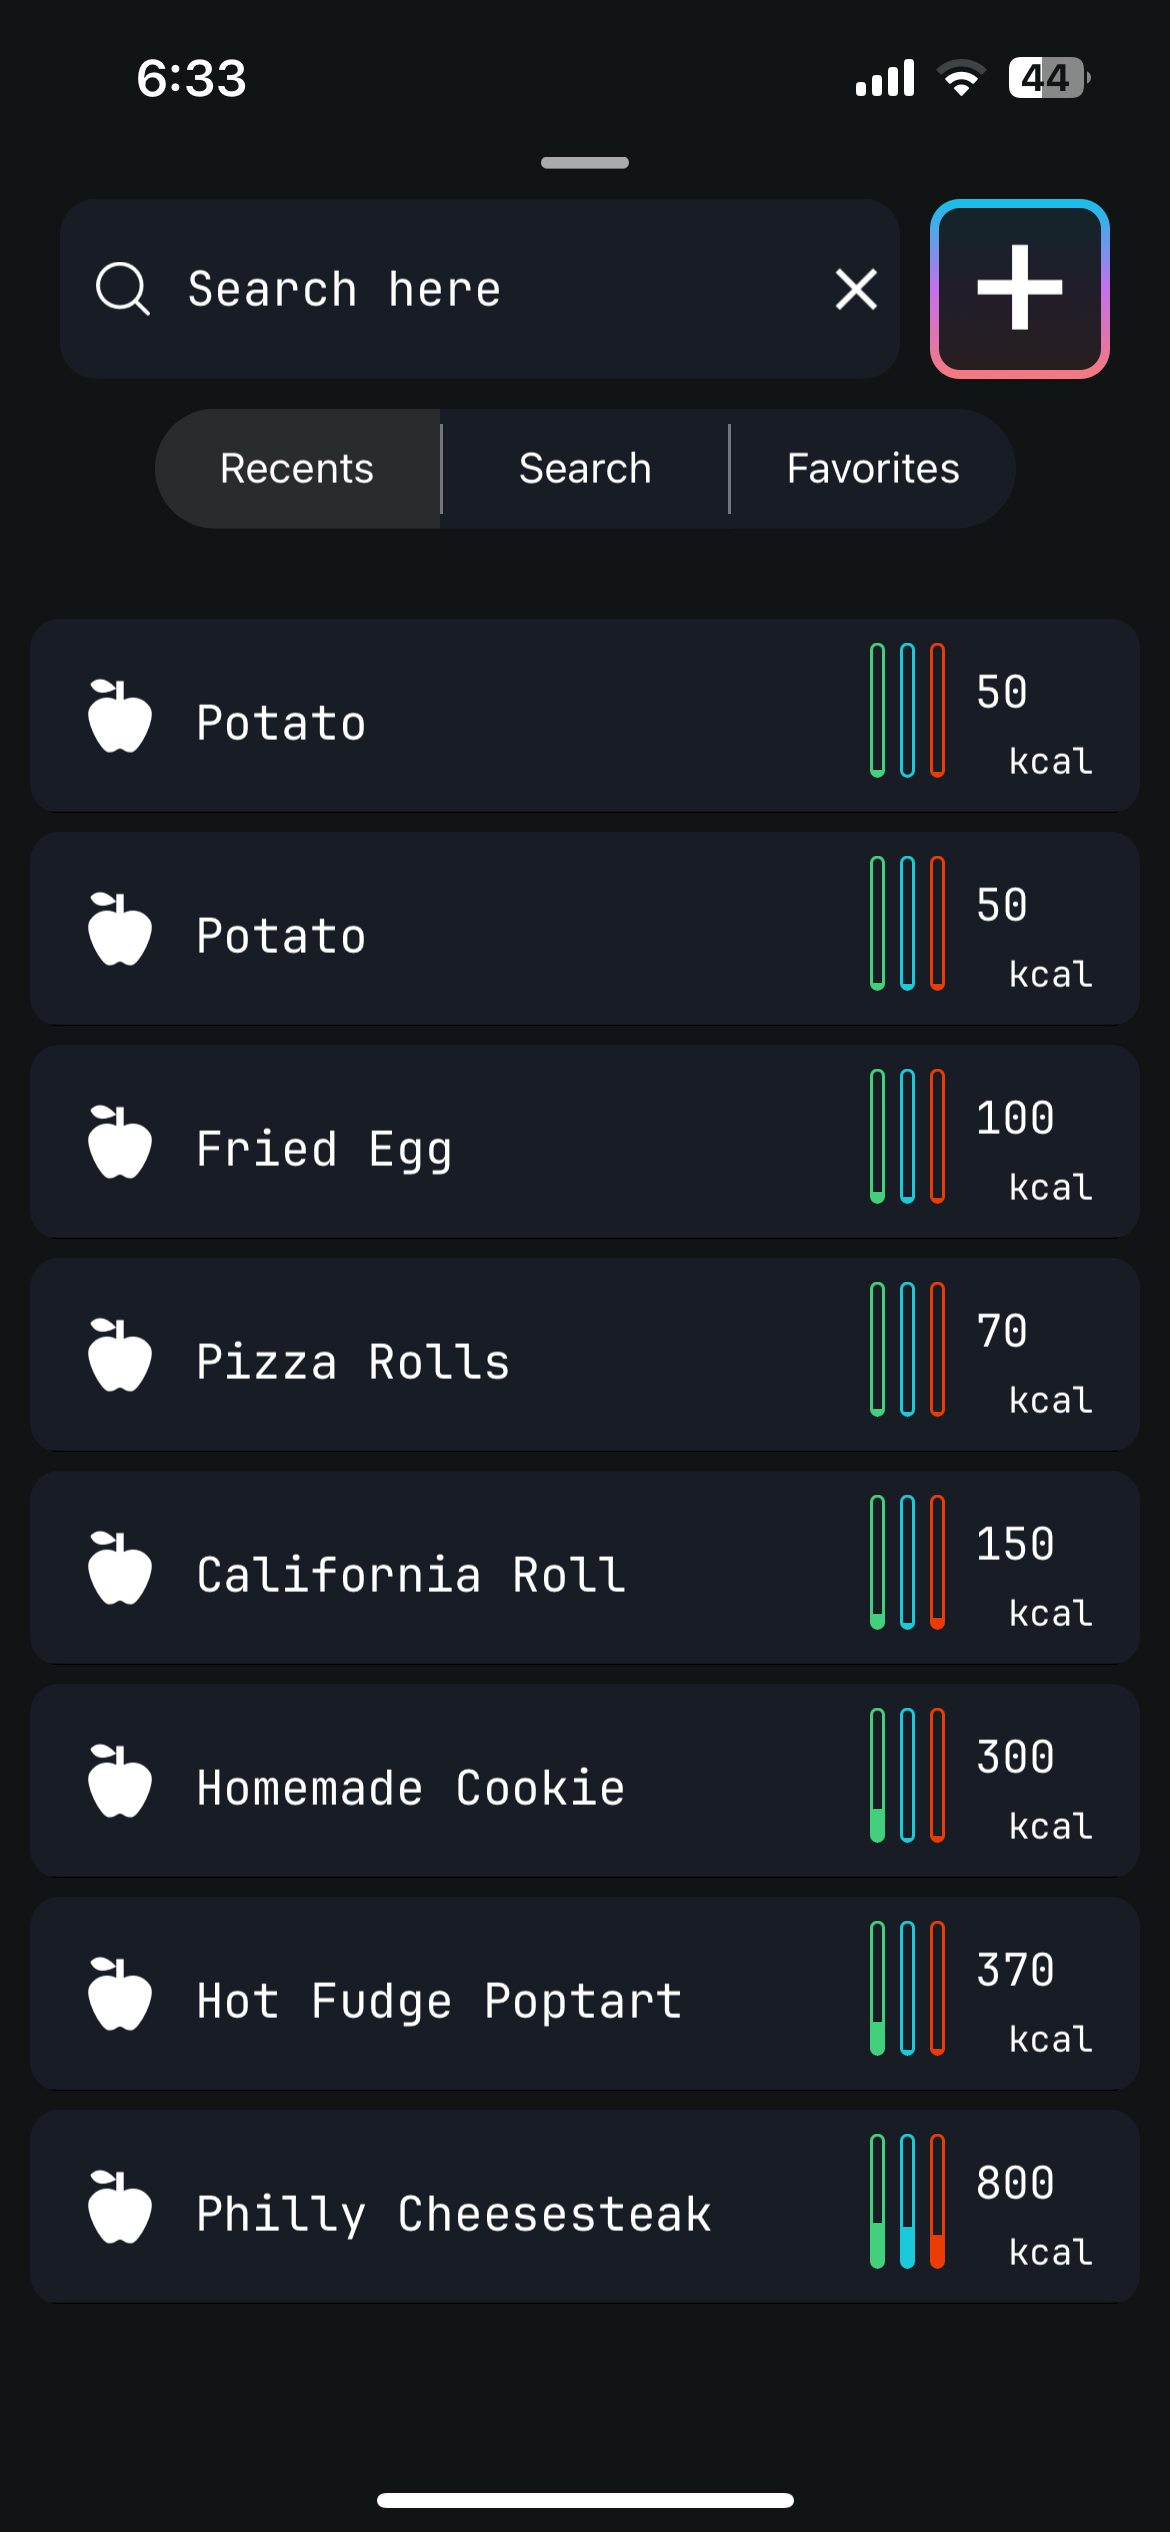 6:33
44
Search here
Recents
Search
Favorites
Potato
50
kcal
Potato
50
kcal
Fried Egg
100
kcal
Pizza Rolls
70
kcal
California Roll
150
kcal
Homemade Cookie
300
kcal
Hot Fudge Poptart
370
kcal
Philly Cheesesteak
800
kcal